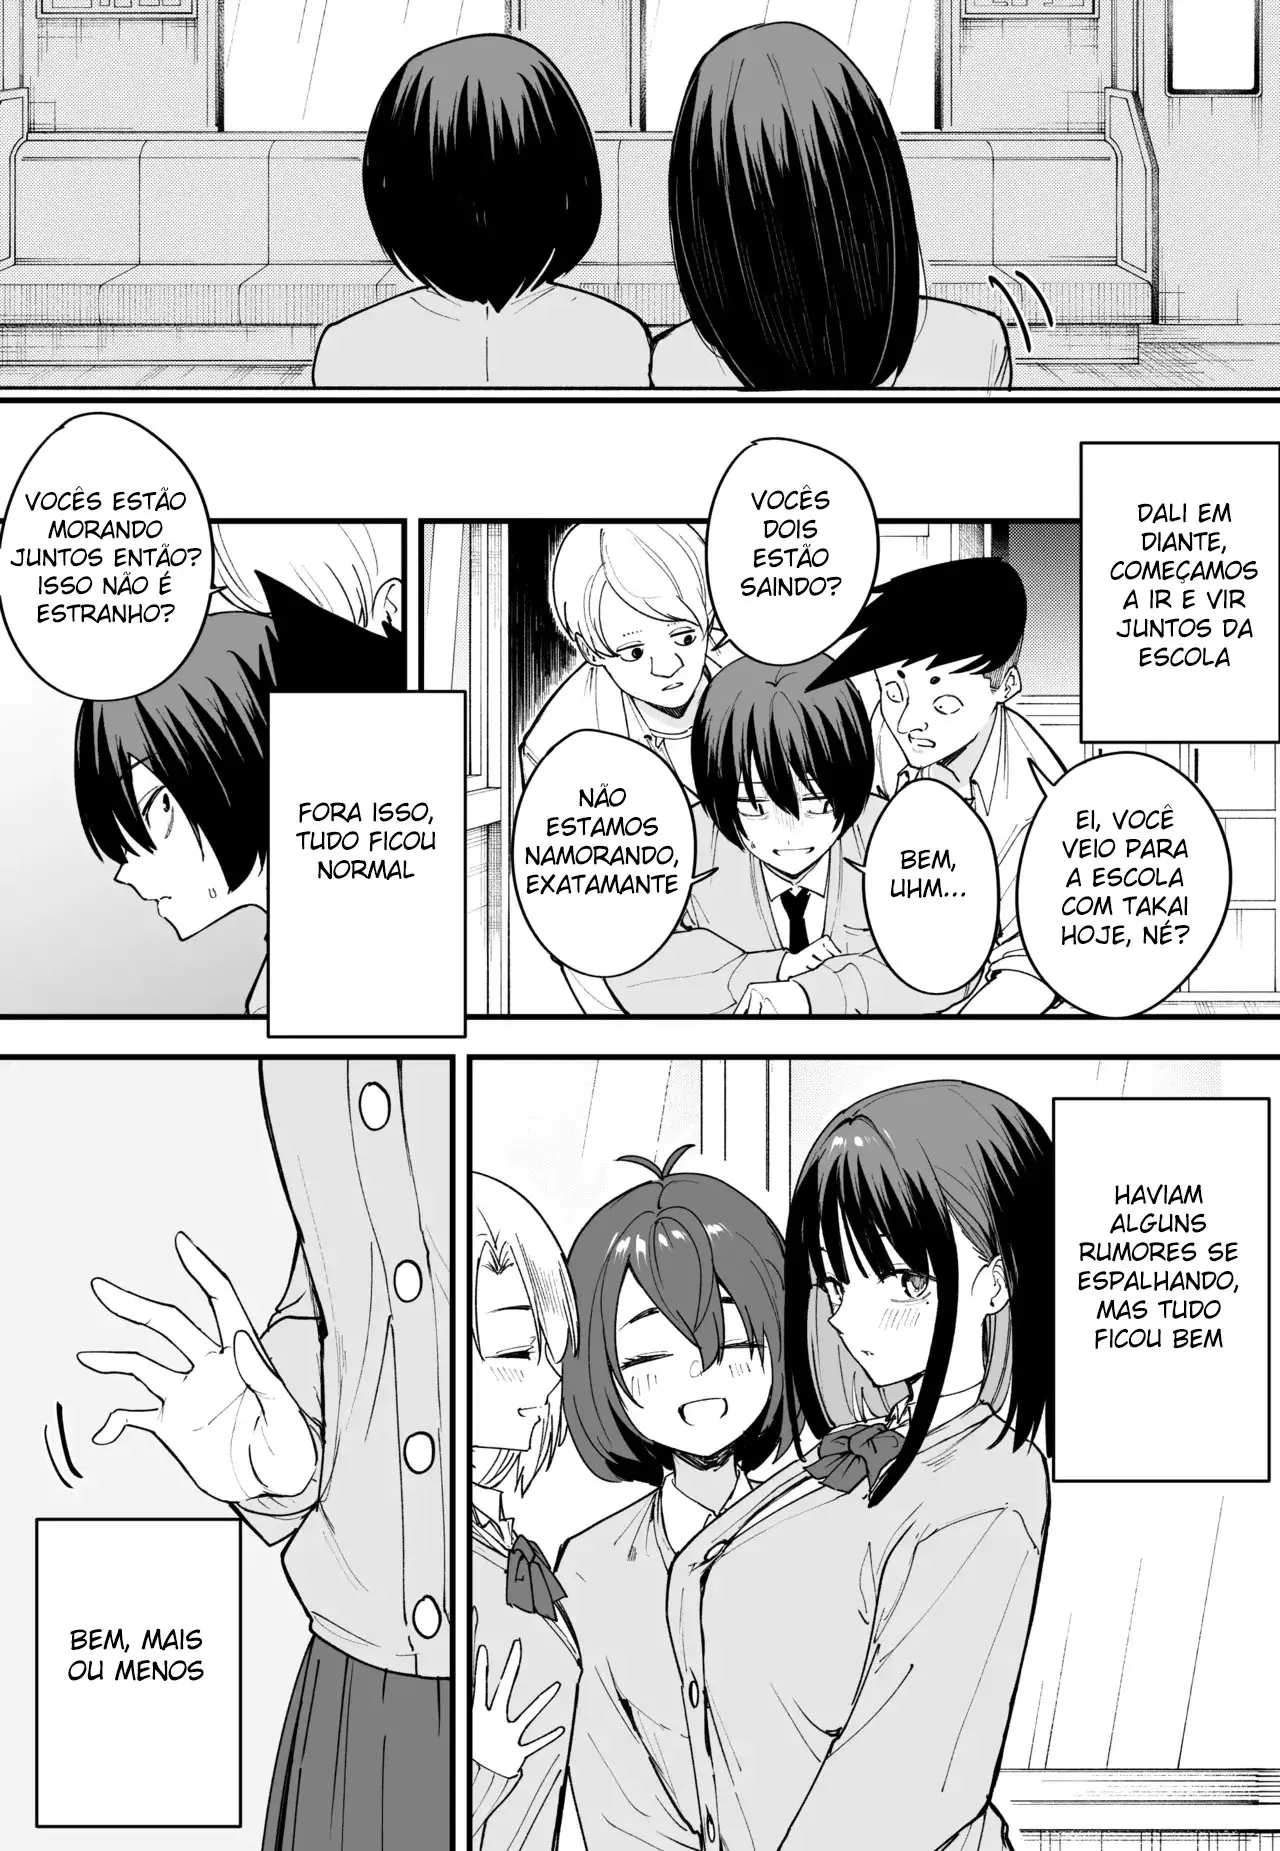 DALI EM
DIANTE,
COMEÇAMOS
A IR E VIR
JUNTOS DA
ESCOLA
EI, VOCÊ
VEIO PARA
A ESCOLA
COM TAKAI
HOJE, NÉ?
VOCÊS
DOIS
ESTÃO
SAINDO?
BEM,
UHM...
NÃO
ESTAMOS
NAMORANDO,
EXATAMANTE
VOCÊS ESTÃO
MORANDO
JUNTOS ENTÃO?
ISSO NÃO É
ESTRANHO?
FORA ISSO,
TUDO FICOU
NORMAL
HAVIAM
ALGUNS
RUMORES SE
ESPALHANDO,
MAS TUDO
FICOU BEM
BEM, MAIS
OU MENOS